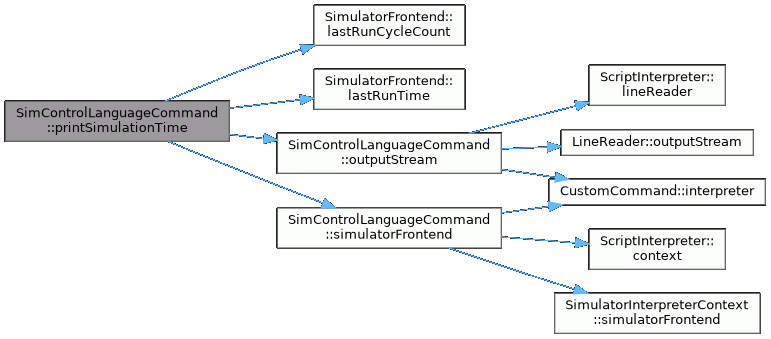 SimulatorFrontend::
lastRunCycleCount
SimulatorFrontend::
lastRunTime
ScriptInterpreter::
lineReader
SimControlLanguageCommand
::printSimulationTime
SimControlLanguageCommand
::outputStream
LineReader::outputStream
CustomCommand::interpreter
SimControlLanguageCommand
::simulatorFrontend
ScriptInterpreter::
context
SimulatorInterpreterContext
::simulatorFrontend